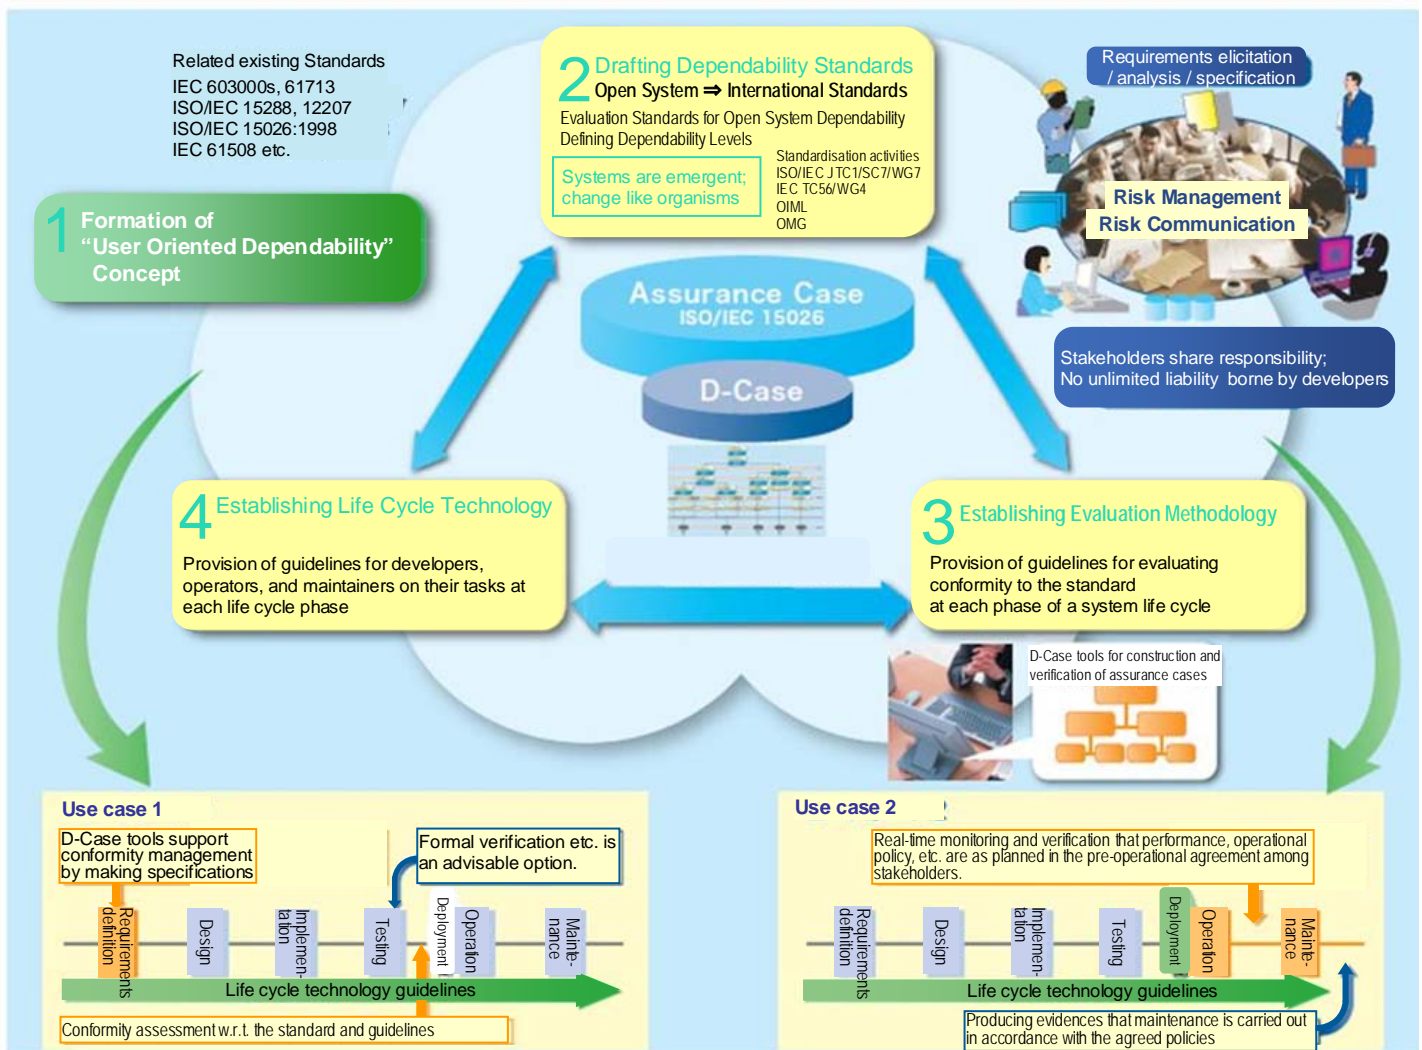 Related existing Standards
IEC 603000s, 61713
ISO/IEC 15288, 12207
ISO/IEC 15026:1998
IEC 61508 etc.
1
Formation of
“User Oriented Dependability”
Concept
2
Drafting Dependability Standards
Open System ⇒ International Standards
Evaluation Standards for Open System Dependability
Defining Dependability Levels
Systems are emergent;
change like organisms
Standardisation activities
ISO/IEC JTC1/SC7/WG7
IEC TC56/WG4
OIML
OMG
Requirements elicitation
/ analysis / specification
Risk Management
Risk Communication
Stakeholders share responsibility;
No unlimited liability borne by developers
Assurance Case
ISO/IEC 15026
D-Case
4
Establishing Life Cycle Technology
Provision of guidelines for developers,
operators, and maintainers on their tasks at
each life cycle phase
3
Establishing Evaluation Methodology
Provision of guidelines for evaluating
conformity to the standard
at each phase of a system life cycle
D-Case tools for construction and
verification of assurance cases
Use case 1
D-Case tools support
conformity management
by making specifications
Formal verification etc. is
an advisable option.
Requirements
definition
Design
Implemen-
tation
Testing
Deployment
Operation
Mainte-
nance
Life cycle technology guidelines
Conformity assessment w.r.t. the standard and guidelines
Use case 2
Real-time monitoring and verification that performance, operational
policy, etc. are as planned in the pre-operational agreement among
stakeholders.
Requirements
definition
Design
Implemen-
tation
Testing
Deployment
Operation
Mainte-
nance
Life cycle technology guidelines
Producing evidences that maintenance is carried out
in accordance with the agreed policies